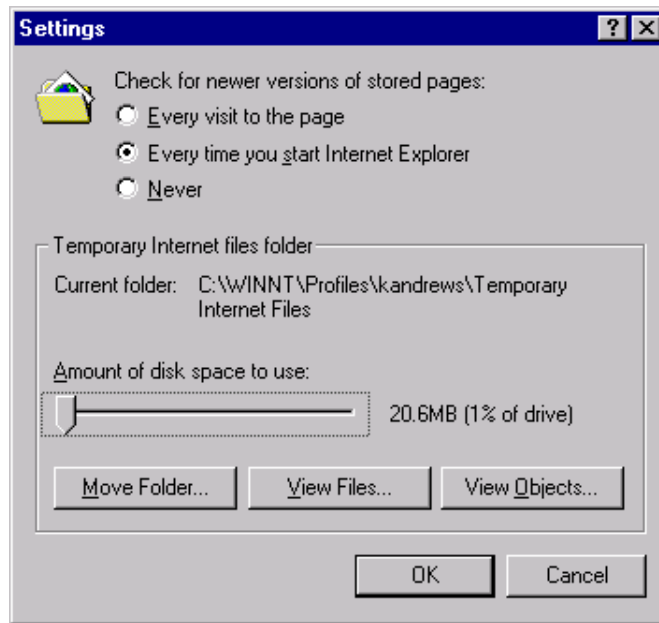 Settings
Check for newer versions of stored pages:
Every visit to the page
Every time you start Internet Explorer
Never
Temporary Internet files folder
Current folder: C:\WINNT\Profiles\kandrews\Temporary
Internet Files
Amount of disk space to use:
20.6MB (1% of drive)
Move Folder... View Files... View Objects...
OK Cancel